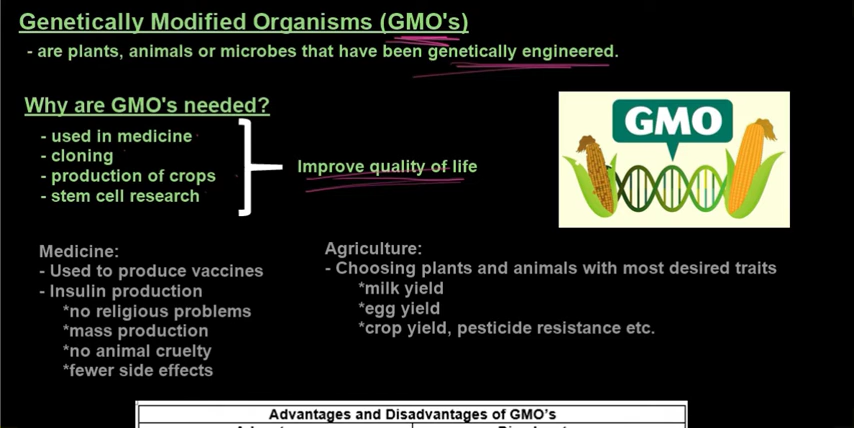 Genetically Modified Organisms (GMO's)
- are plants, animals or microbes that have been genetically engineered.
Why are GMO's needed?
- used in medicine
- cloning
- production of crops
- stem cell research
Improve quality of life
GMO
Medicine:
- Used to produce vaccines
- Insulin production
*no religious problems
*mass production
*no animal cruelty
*fewer side effects
Agriculture:
- Choosing plants and animals with most desired traits
*milk yield
*egg yield
*crop yield, pesticide resistance etc.
Advantages and Disadvantages of GMO's